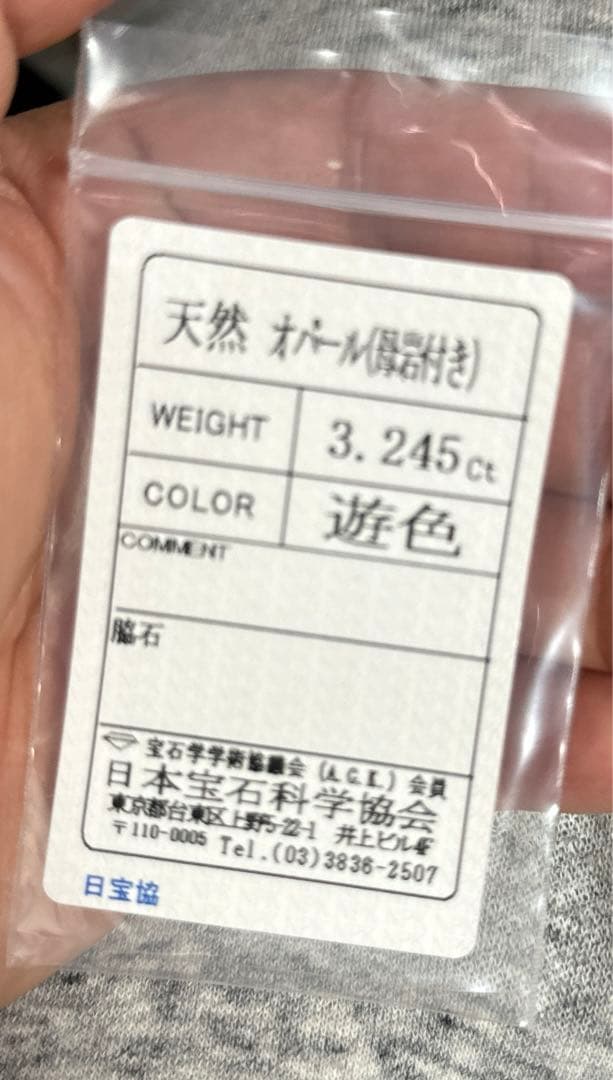 天然 オパール(母岩付き)
WEIGHT 3.245ct
COLOR 遊色
COMMENT
脇石
宝石学学術協議会 (A.G.L.) 会員
日本宝石科学協会
東京都台東区上野5-22-1 井上ビル4F
〒110-0005 Tel.(03)3836-2507
日宝協